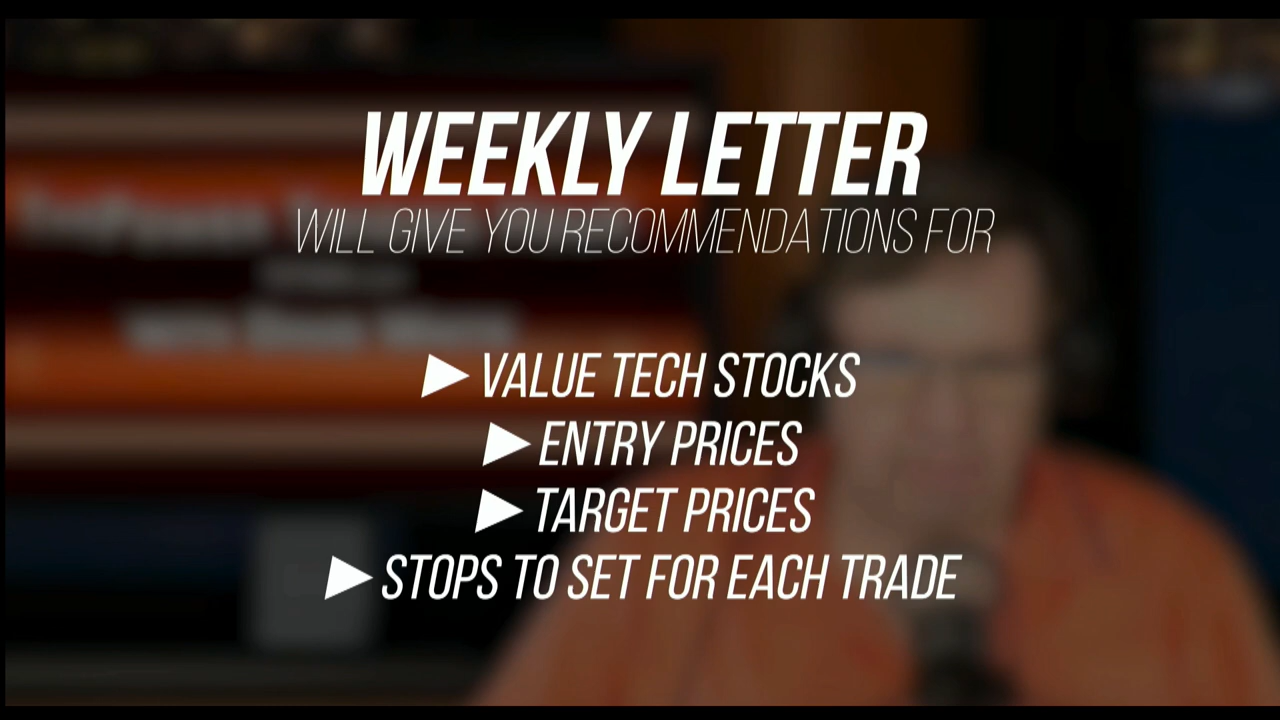 WEEKLY LETTER
WILL GIVE YOU RECOMMENDATIONS FOR
▶ VALUE TECH STOCKS
▶ ENTRY PRICES
▶ TARGET PRICES
▶ STOPS TO SET FOR EACH TRADE